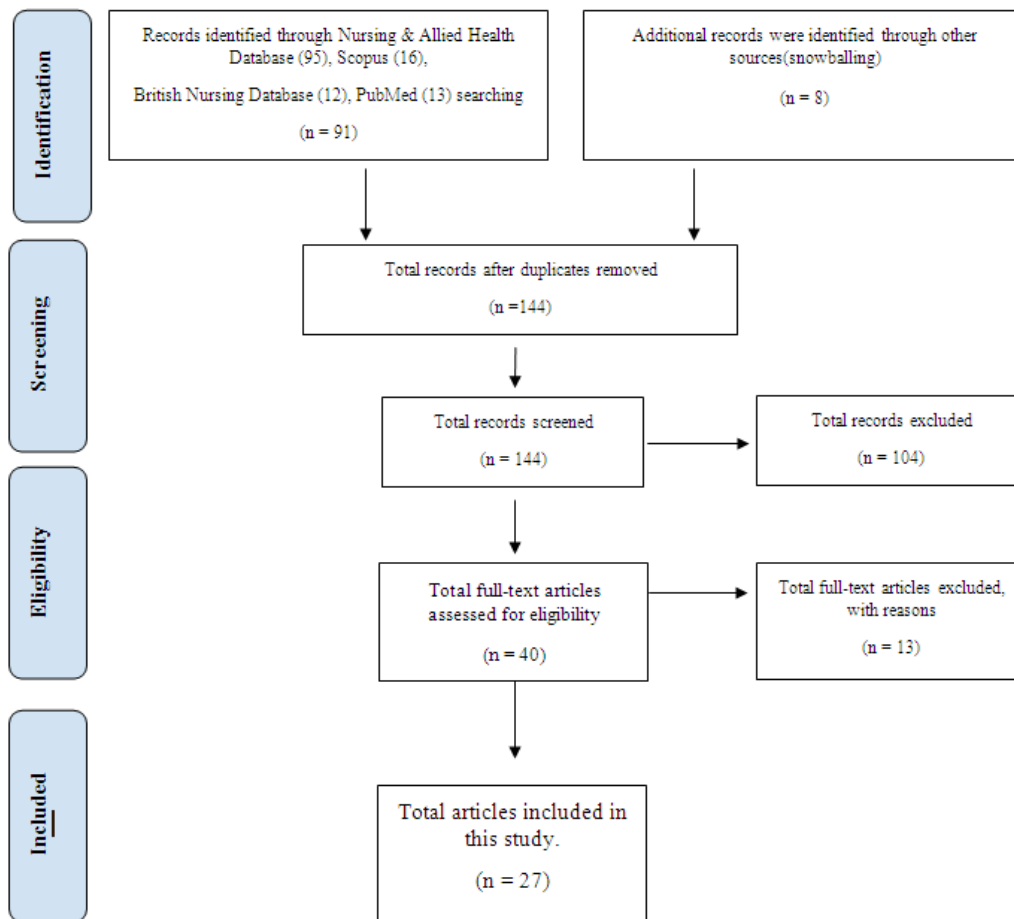 Identification
Records identified through Nursing & Allied Health
Database (95), Scopus (16),
British Nursing Database (12), PubMed (13) searching
(n = 91)
Additional records were identified through other
sources(snowballing)
(n = 8)
Screening
Total records after duplicates removed
(n =144)
Total records screened
(n = 144)
Total records excluded
(n = 104)
Eligibility
Total full-text articles
assessed for eligibility
(n = 40)
Total full-text articles excluded,
with reasons
(n = 13)
Included
Total articles included in
this study.
(n = 27)